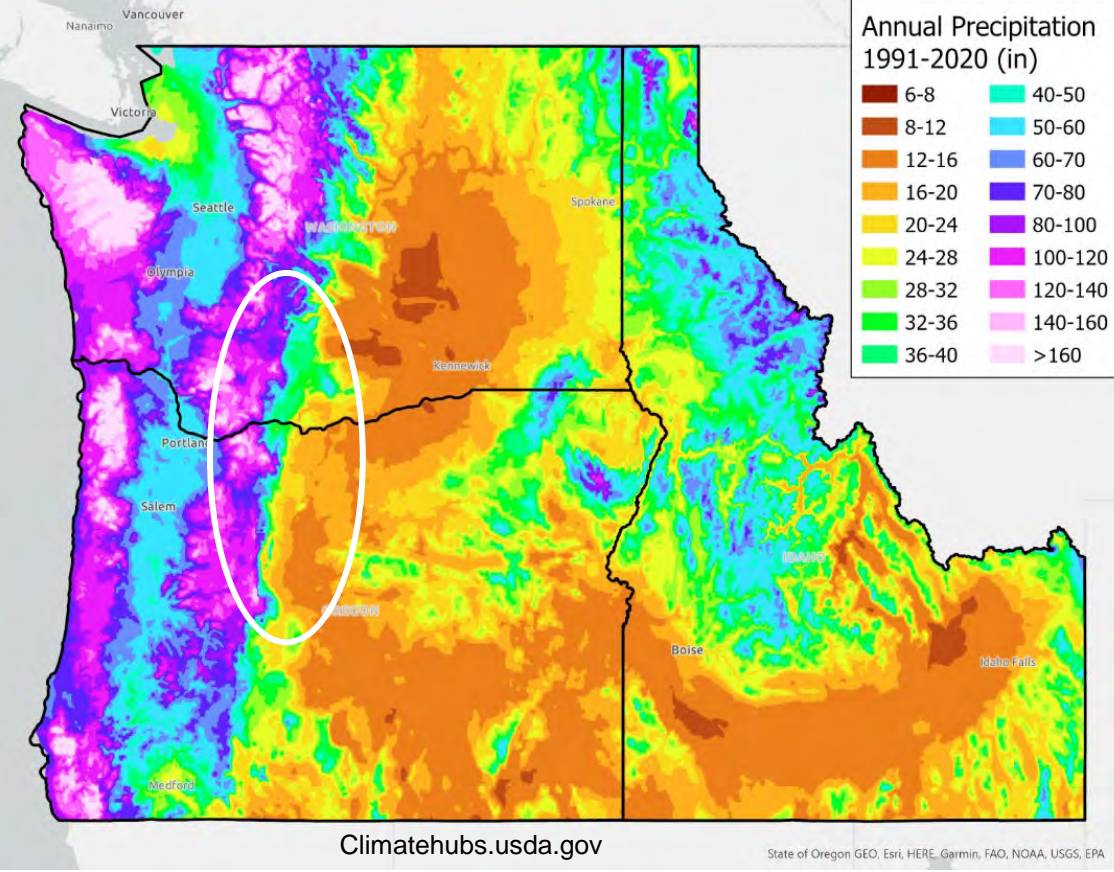 Vancouver
Nanaimo
Victoria
Seattle
WASHINGTON
Spokane
Olympia
Kennewick
Portland
Salem
IDAHO
OREGON
Boise
Idaho Falls
Medford
Annual Precipitation
1991-2020 (in)
6-8
8-12
12-16
16-20
20-24
24-28
28-32
32-36
36-40
40-50
50-60
60-70
70-80
80-100
100-120
120-140
140-160
>160
Climatehubs.usda.gov
State of Oregon GEO, Esri, HERE, Garmin, FAO, NOAA, USGS, EPA